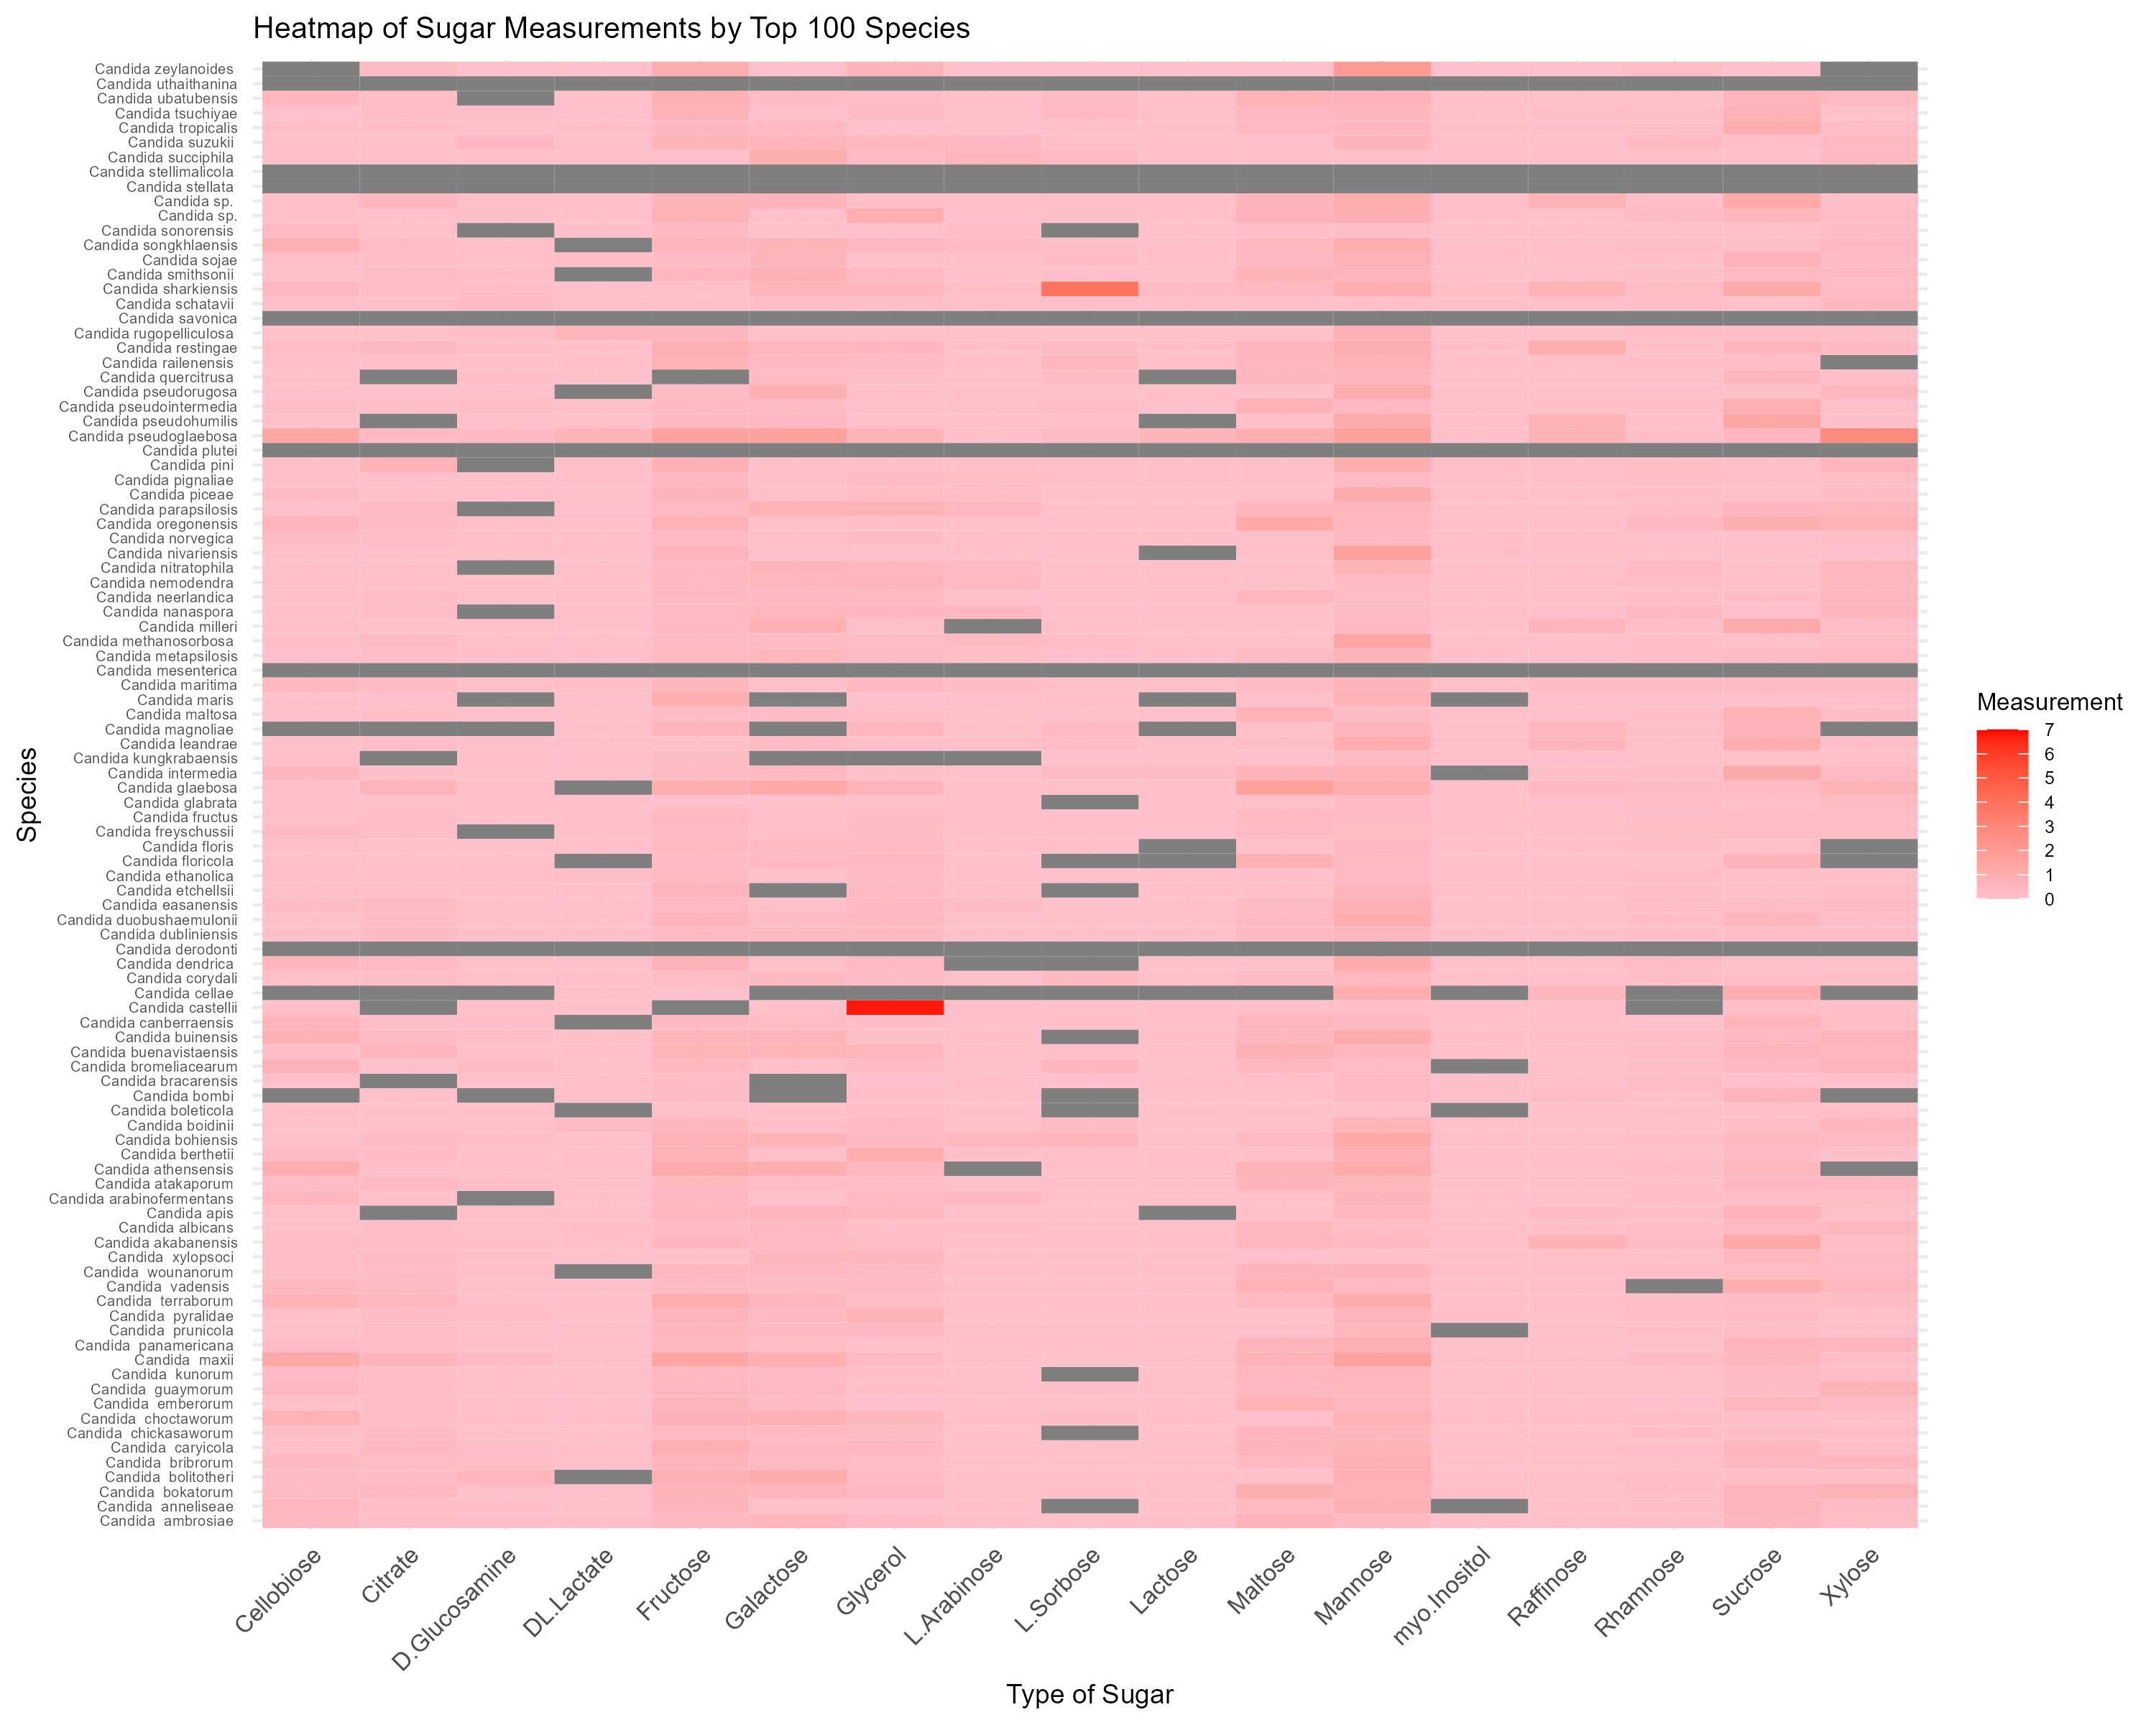 Heatmap of Sugar Measurements by Top 100 Species
Candida zeylanoides
Candida uthaithanina
Candida ubatubensis
Candida tsuchiyae
Candida tropicalis
Candida suzukii
Candida succiphila
Candida stellimalicola
Candida stellata
Candida sp.
Candida sp.
Candida sonorensis
Candida songkhlaensis
Candida sojae
Candida smithsonii
Candida sharkiensis
Candida schatavii
Candida savonica
Candida rugopelliculosa
Candida restingae
Candida railenensis
Candida quercitrusa
Candida pseudorugosa
Candida pseudointermedia
Candida pseudohumilis
Candida pseudoglaebosa
Candida plutei
Candida pini
Candida pignaliae
Candida piceae
Candida parapsilosis
Candida oregonensis
Candida norvegica
Candida nivariensis
Candida nitratophila
Candida nemodendra
Candida neerlandica
Candida nanaspora
Candida milleri
Candida methanosorbosa
Candida metapsilosis
Candida mesenterica
Candida maritima
Candida maris
Candida maltosa
Candida magnoliae
Candida leandrae
Candida kungkrabaensis
Candida intermedia
Candida glaebosa
Candida glabrata
Candida fructus
Candida freyschussii
Candida floris
Candida floricola
Candida ethanolica
Candida etchellsii
Candida easanensis
Candida duobushaemulonii
Candida dubliniensis
Candida derodonti
Candida dendrica
Candida corydali
Candida cellae
Candida castellii
Candida canberraensis
Candida buinensis
Candida buenavistaensis
Candida bromeliacearum
Candida bracarensis
Candida bombi
Candida boleticola
Candida boidinii
Candida bohiensis
Candida berthetii
Candida athensensis
Candida atakaporum
Candida arabinofermentans
Candida apis
Candida albicans
Candida akabanensis
Candida xylopsoci
Candida wounanorum
Candida vadensis
Candida terraborum
Candida pyralidae
Candida prunicola
Candida panamericana
Candida maxii
Candida kunorum
Candida guaymorum
Candida emberorum
Candida choctaworum
Candida chickasaworum
Candida caryicola
Candida bribrorum
Candida bolitotheri
Candida bokatorum
Candida anneliseae
Candida ambrosiae
Species
Cellobiose
Citrate
D.Glucosamine
DL.Lactate
Fructose
Galactose
Glycerol
L.Arabinose
L.Sorbose
Lactose
Maltose
Mannose
myo.Inositol
Raffinose
Rhamnose
Sucrose
Xylose
Type of Sugar
Measurement
7
6
5
4
3
2
1
0